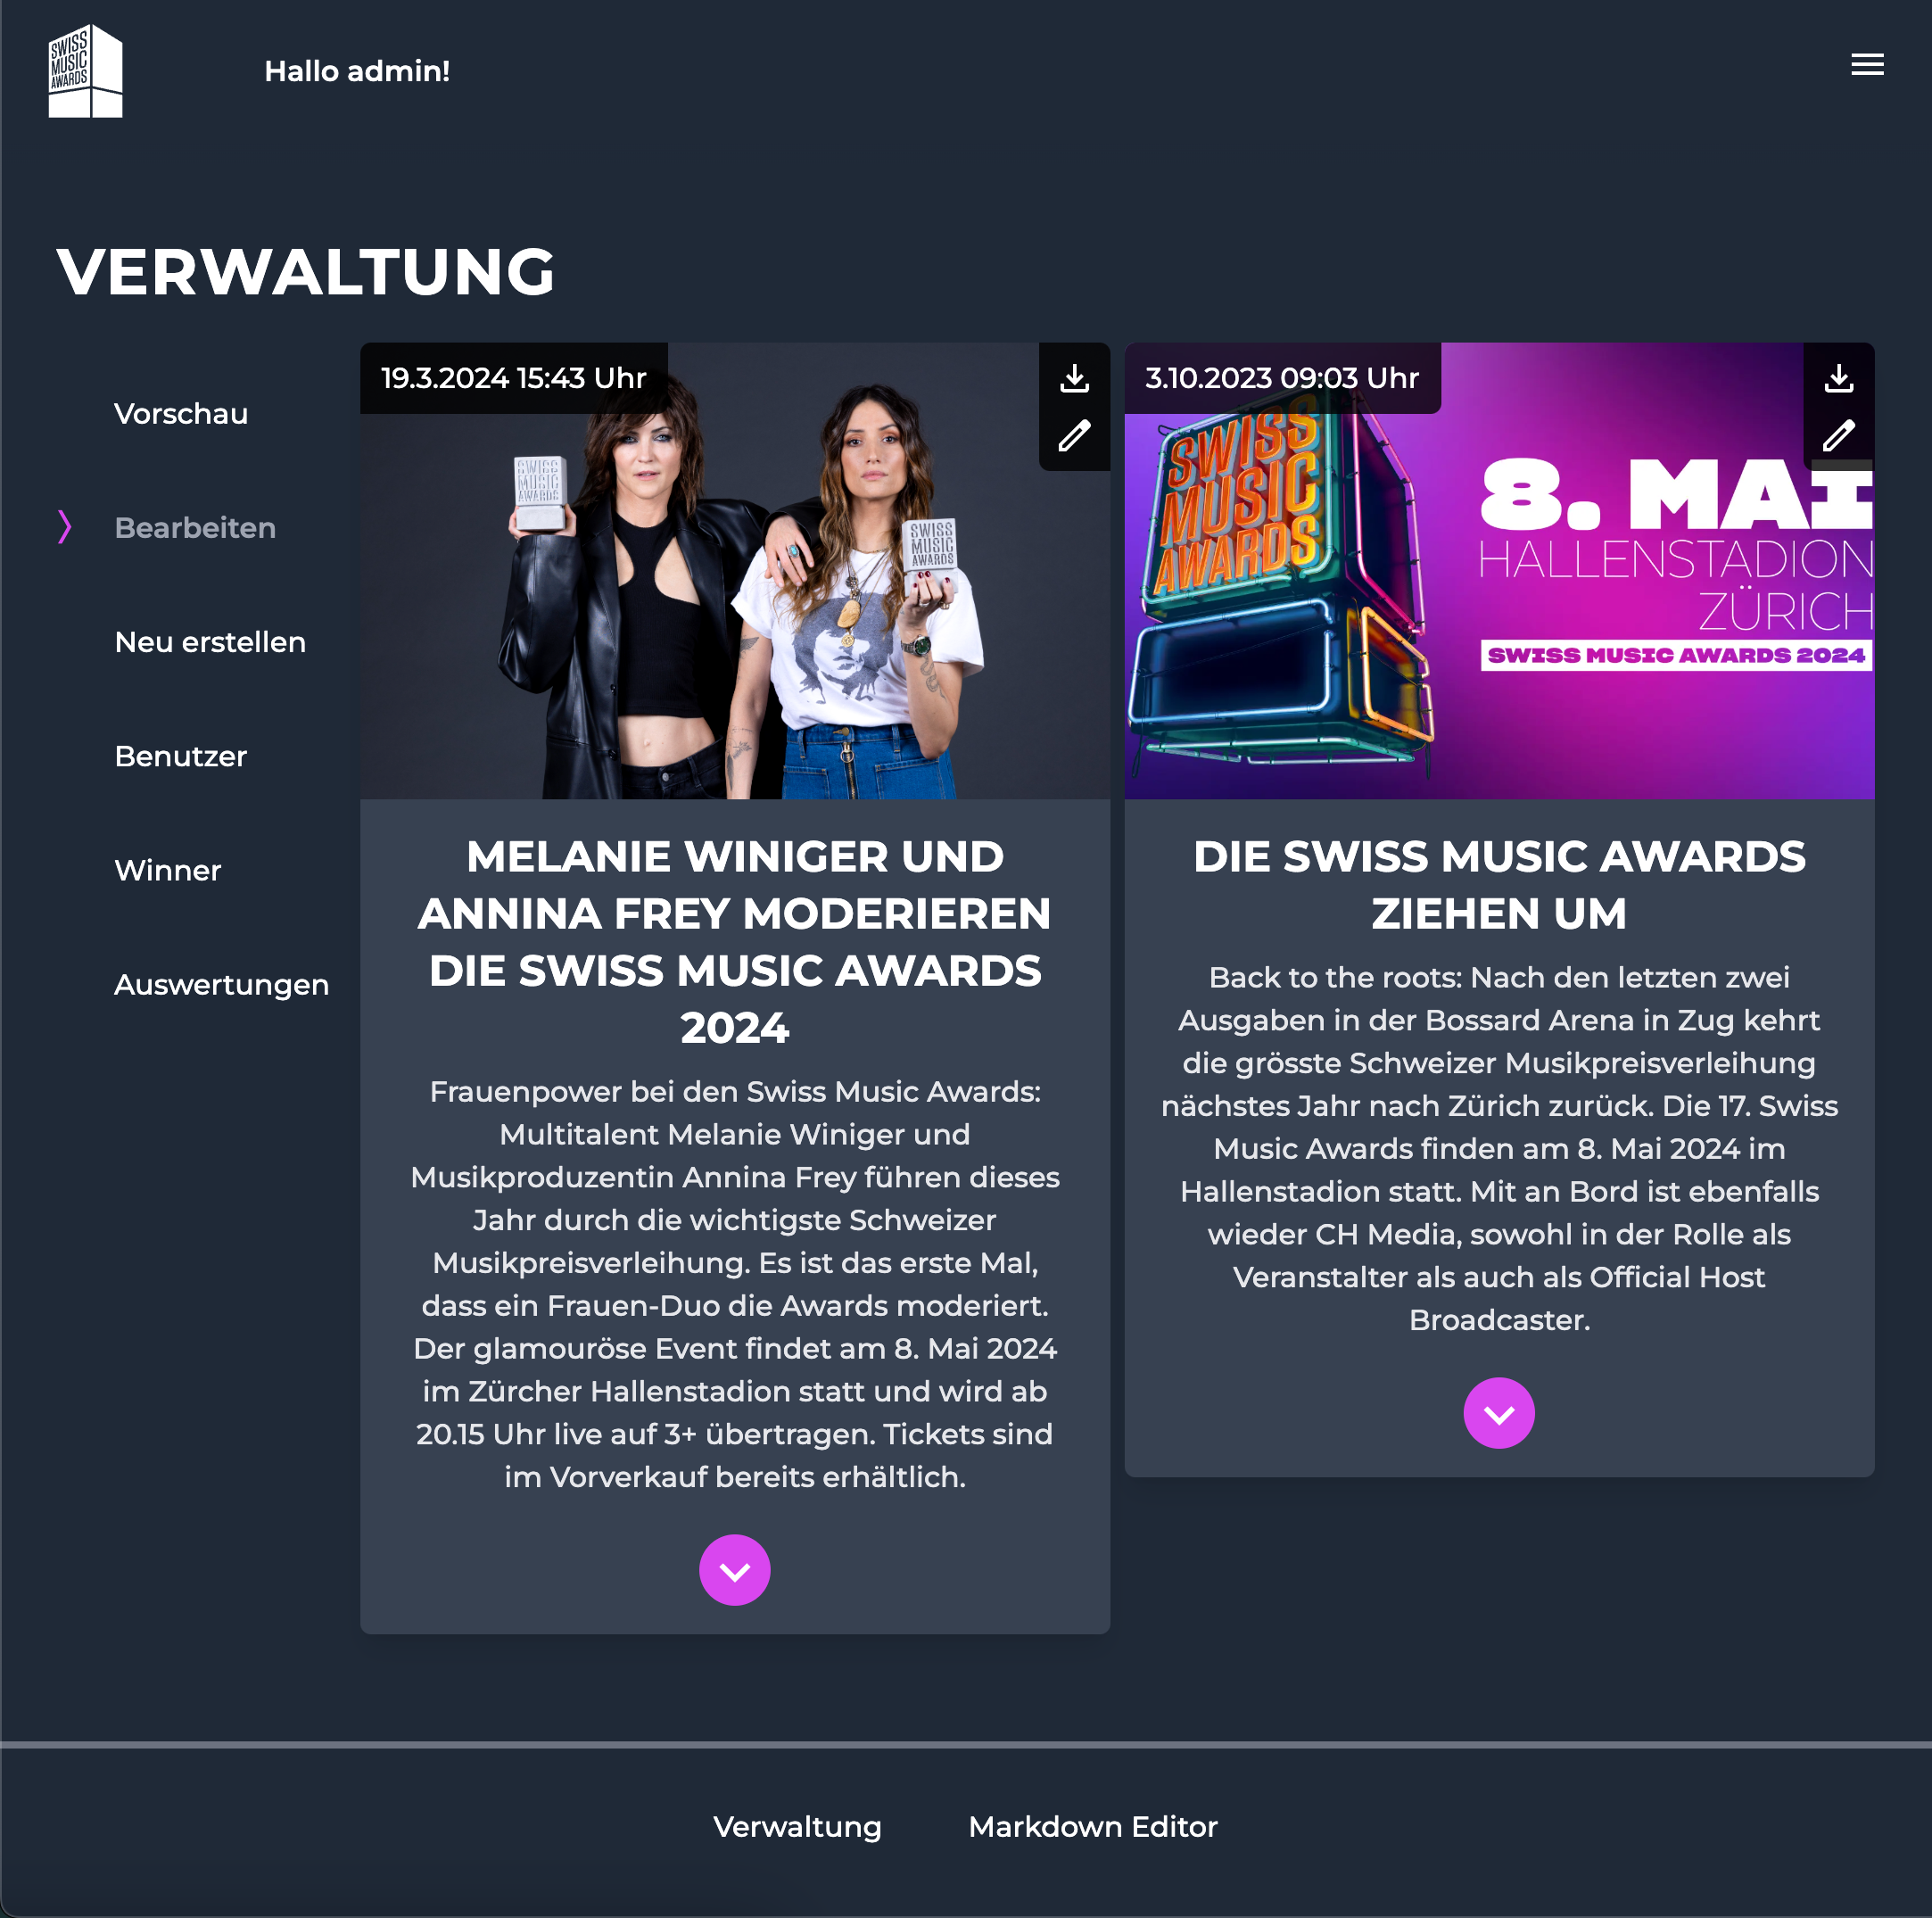 SWISS
MUSIC
AWARDS
Hallo admin!
VERWALTUNG
Vorschau
Bearbeiten
Neu erstellen
Benutzer
Winner
Auswertungen
19.3.2024 15:43 Uhr
SWISS
MUSIC
AWARDS
SWISS
MUSIC
AWARDS
MELANIE WINIGER UND
ANNINA FREY MODERIEREN
DIE SWISS MUSIC AWARDS
2024
Frauenpower bei den Swiss Music Awards:
Multitalent Melanie Winiger und
Musikproduzentin Annina Frey führen dieses
Jahr durch die wichtigste Schweizer
Musikpreisverleihung. Es ist das erste Mal,
dass ein Frauen-Duo die Awards moderiert.
Der glamouröse Event findet am 8. Mai 2024
im Zürcher Hallenstadion statt und wird ab
20.15 Uhr live auf 3+ übertragen. Tickets sind
im Vorverkauf bereits erhältlich.
3.10.2023 09:03 Uhr
SWISS
MUSIC
AWARDS
8. MAI
HALLENSTADION
ZÜRICH
SWISS MUSIC AWARDS 2024
DIE SWISS MUSIC AWARDS
ZIEHEN UM
Back to the roots: Nach den letzten zwei
Ausgaben in der Bossard Arena in Zug kehrt
die grösste Schweizer Musikpreisverleihung
nächstes Jahr nach Zürich zurück. Die 17. Swiss
Music Awards finden am 8. Mai 2024 im
Hallenstadion statt. Mit an Bord ist ebenfalls
wieder CH Media, sowohl in der Rolle als
Veranstalter als auch als Official Host
Broadcaster.
Verwaltung
Markdown Editor